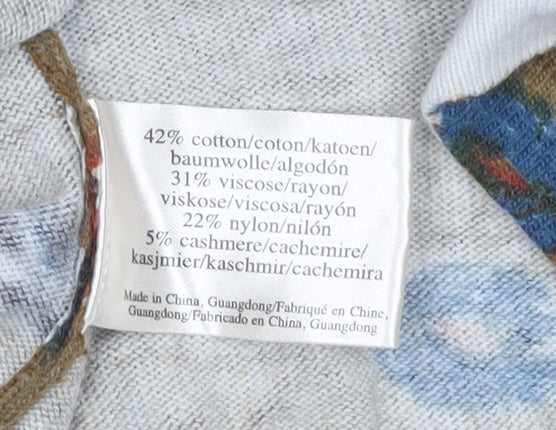 42% cotton/coton/katoen/
baumwolle/algodón
31% viscose/rayon/
viskose/viscosa/rayón
22% nylon/nilón
5% cashmere/cachemire/
kasjmier/kaschmir/cachemira
Made in China, Guangdong/Fabriqué en Chine,
Guangdong/Fabricado en China, Guangdong